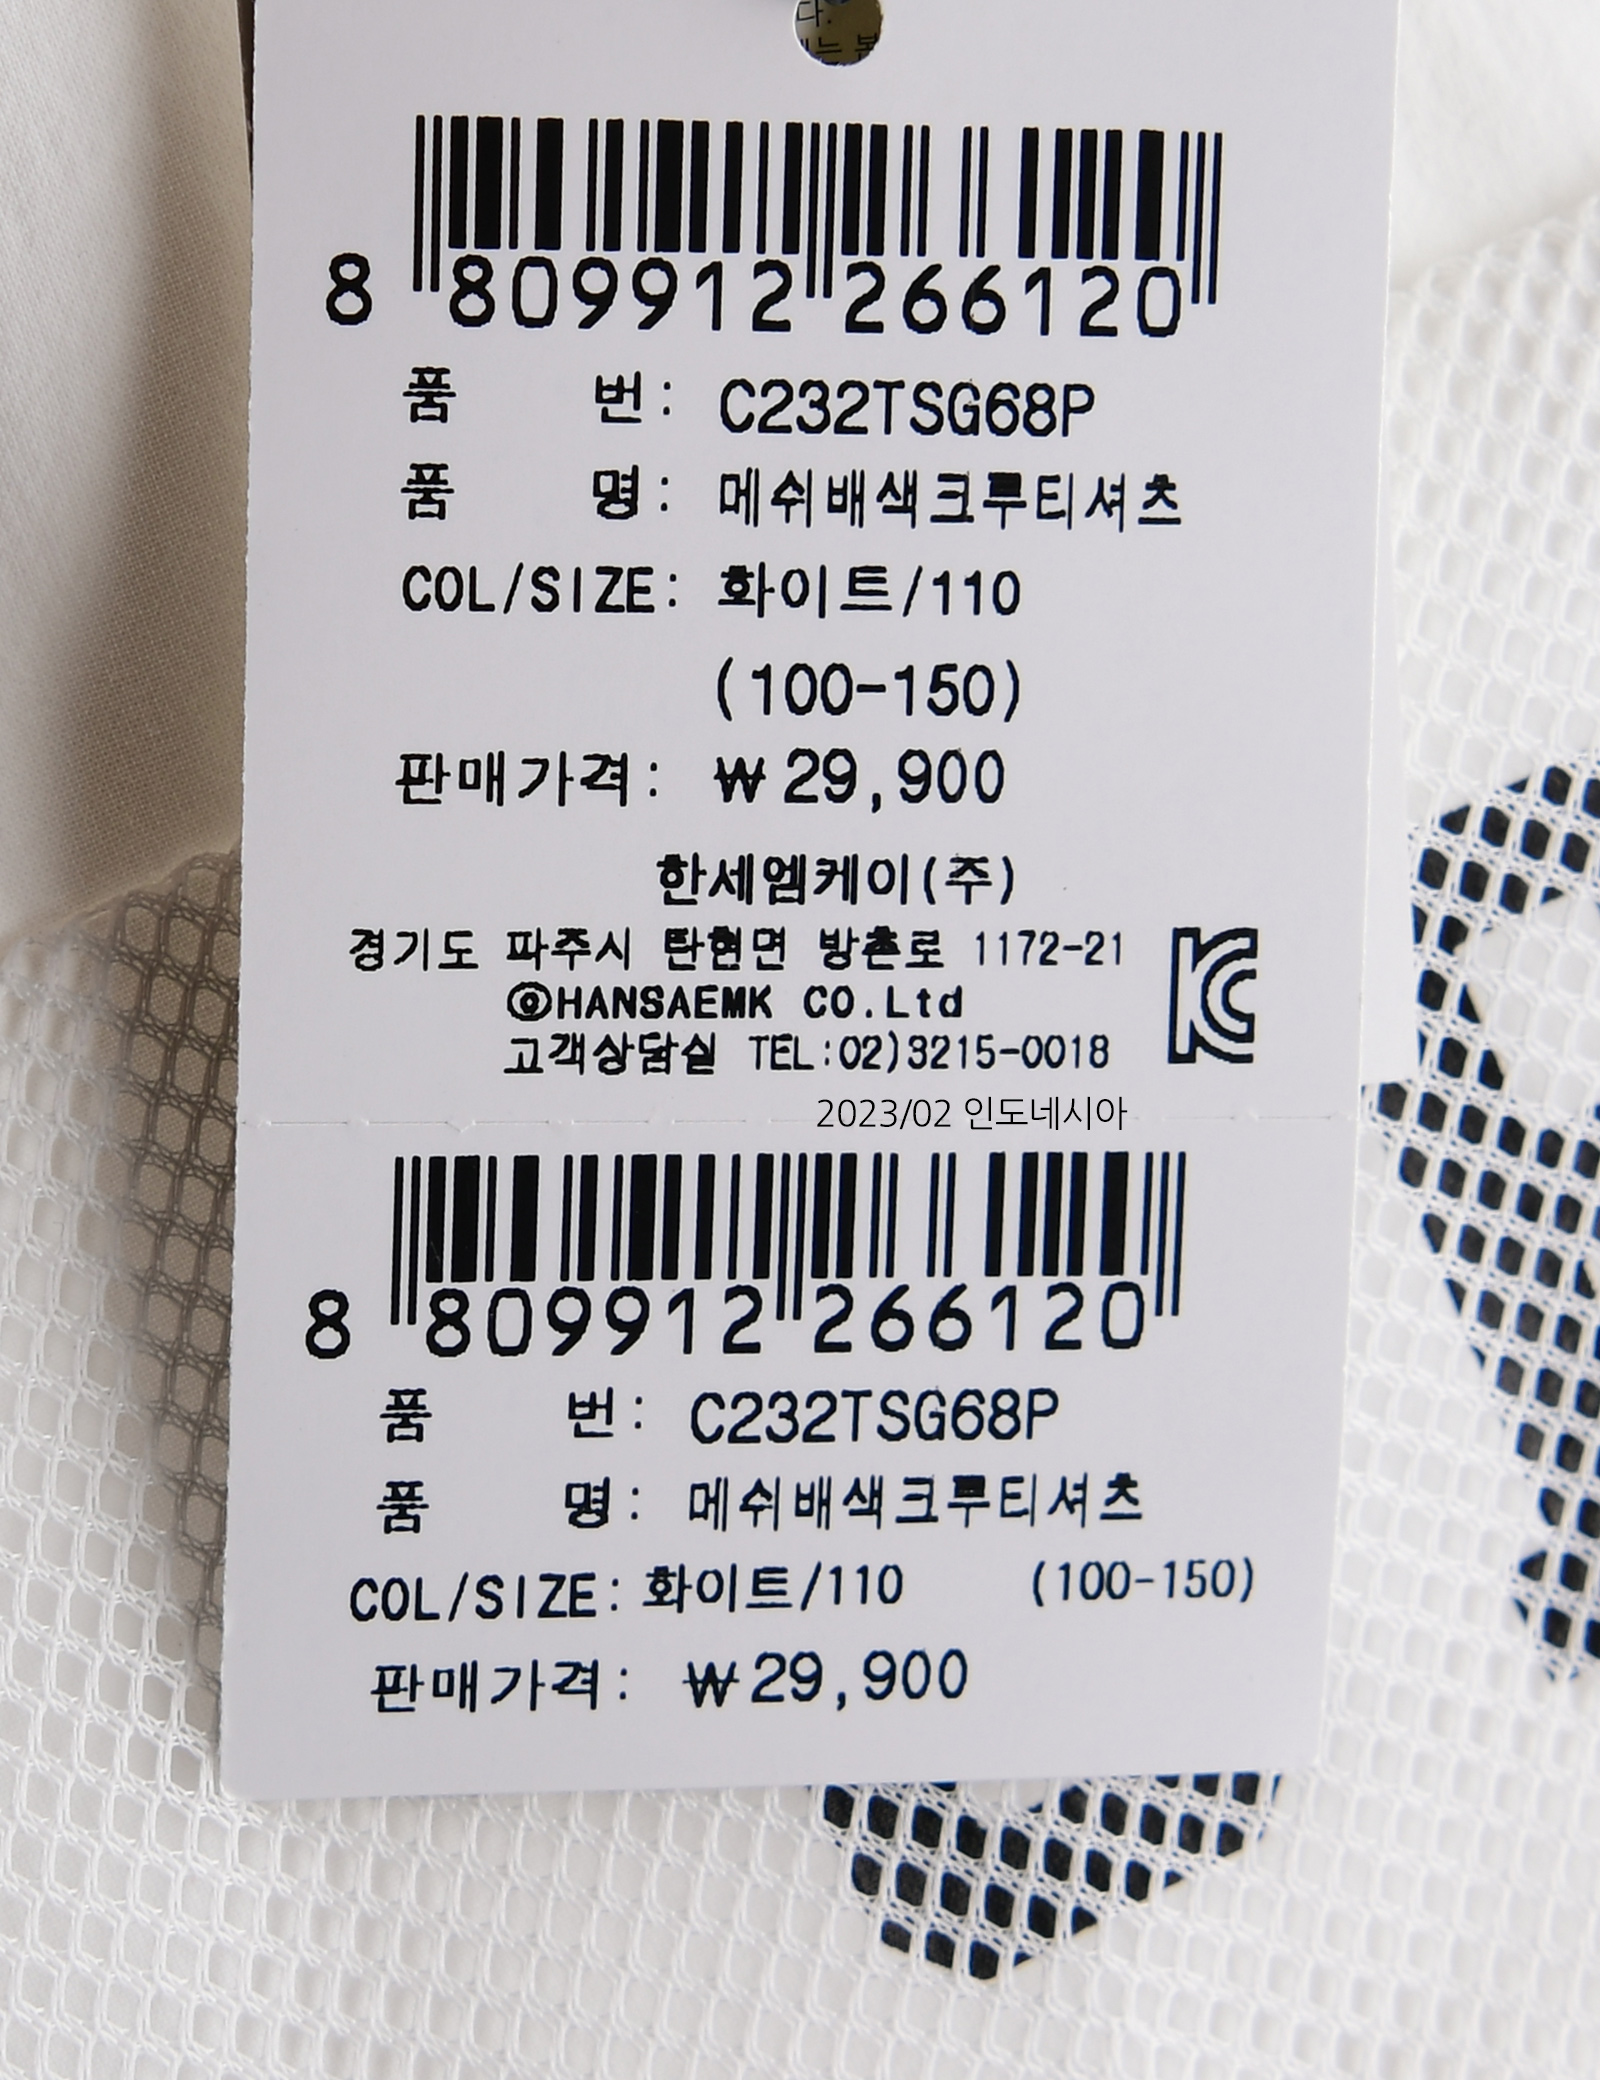 다.
8 809912 266120
품 번: C232TSG68P
품 명: 메쉬배색크루티셔츠
COL/SIZE: 화이트/110
(100-150)
판매가격: ₩29,900
한세엠케이(주)
경기도 파주시 탄현면 방촌로 1172-21
©HANSAEMK CO.Ltd
고객상담실 TEL:02)3215-0018
2023/02 인도네시아
8 809912 266120
품 번: C232TSG68P
품 명: 메쉬배색크루티셔츠
COL/SIZE: 화이트/110 (100-150)
판매가격: ₩29,900